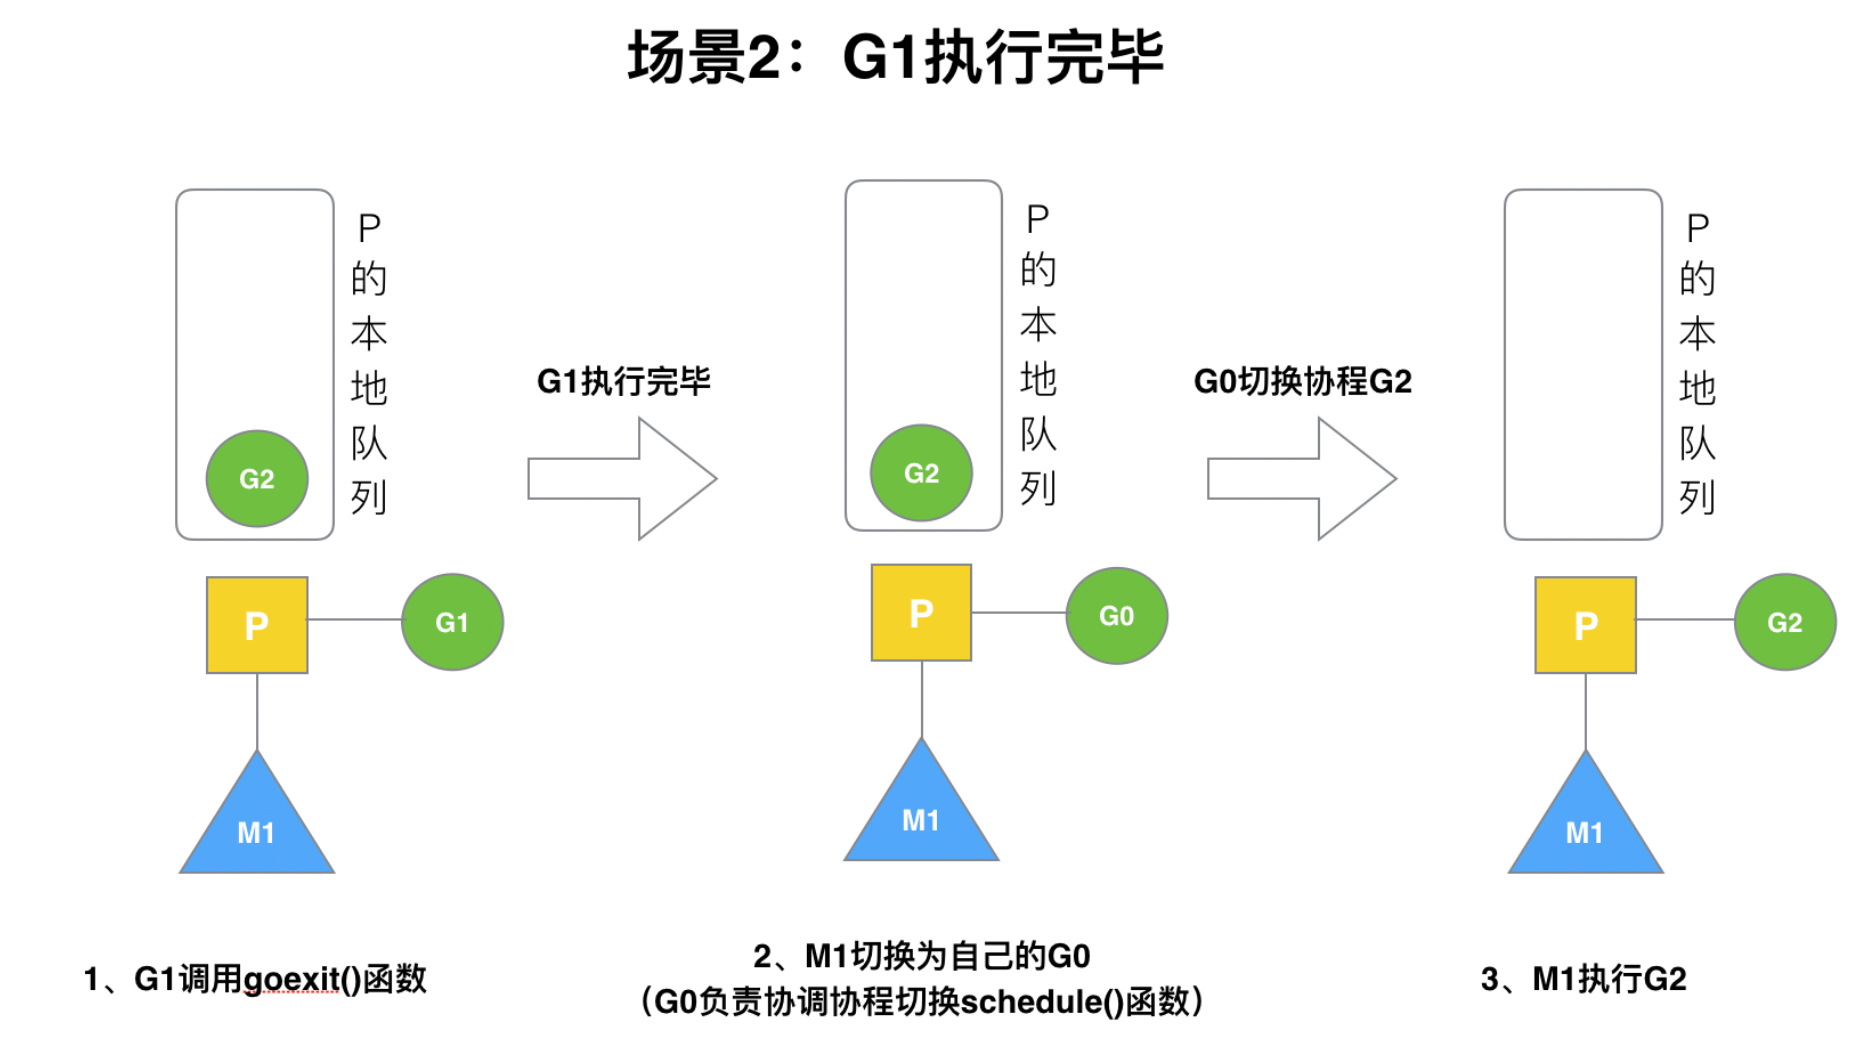 场景2：G1执行完毕
P的本地队列
G2
P
G1
M1
1、G1调用goexit()函数
G1执行完毕
P的本地队列
G2
P
G0
M1
2、M1切换为自己的G0
（G0负责协调协程切换schedule()函数）
G0切换协程G2
P的本地队列
P
G2
M1
3、M1执行G2